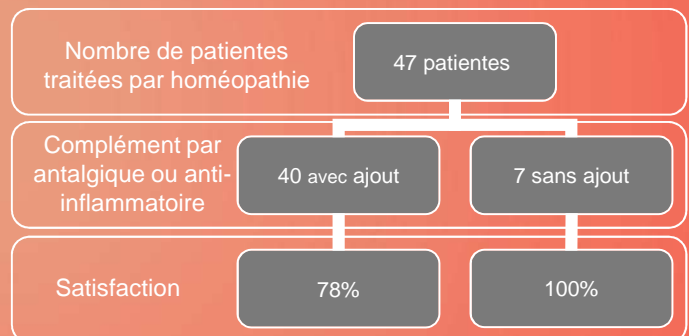 Nombre de patientes
traitées par homéopathie
47 patientes
Complément par
antalgique ou anti-
inflammatoire
40 avec ajout
7 sans ajout
Satisfaction
78%
100%